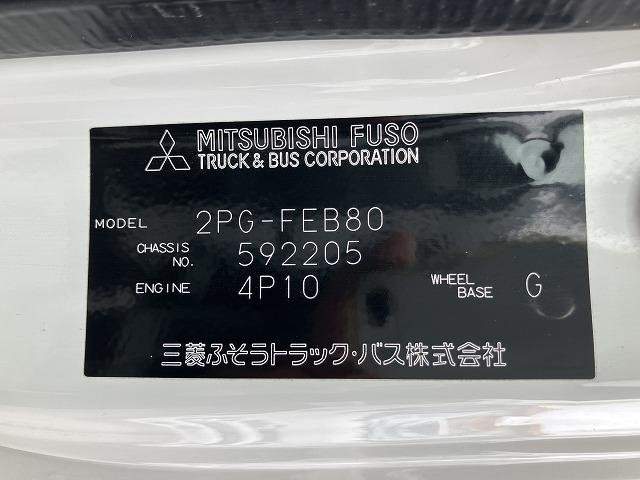 MITSUBISHI FUSO
TRUCK & BUS CORPORATION
MODEL 2PG-FEB80
CHASSIS NO. 592205
ENGINE 4P10 WHEEL BASE G
三菱ふそうトラック・バス株式会社